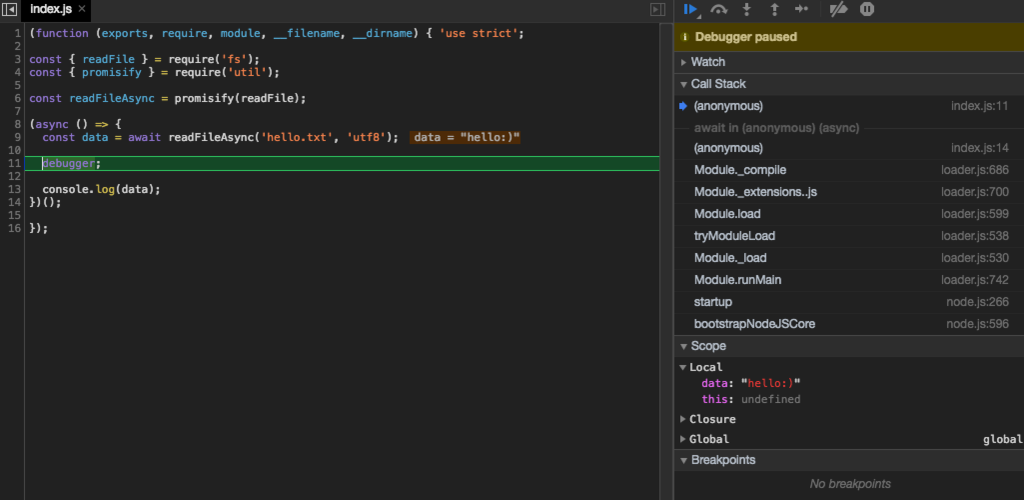 index.js ×
1 (function (exports, require, module, __filename, __dirname) { 'use strict';
2
3 const { readFile } = require('fs');
4 const { promisify } = require('util');
5
6 const readFileAsync = promisify(readFile);
7
8 (async () => {
9 const data = await readFileAsync('hello.txt', 'utf8'); data = "hello:)"
10
11 debugger;
12
13 console.log(data);
14 })();
15
16 });
Debugger paused
Watch
Call Stack
(anonymous) index.js:11
await in (anonymous) (async)
(anonymous) index.js:14
Module._compile loader.js:686
Module._extensions..js loader.js:700
Module.load loader.js:599
tryModuleLoad loader.js:538
Module._load loader.js:530
Module.runMain loader.js:742
startup node.js:266
bootstrapNodeJSCore node.js:596
Scope
Local
data: "hello:)"
this: undefined
Closure
Global global
Breakpoints
No breakpoints